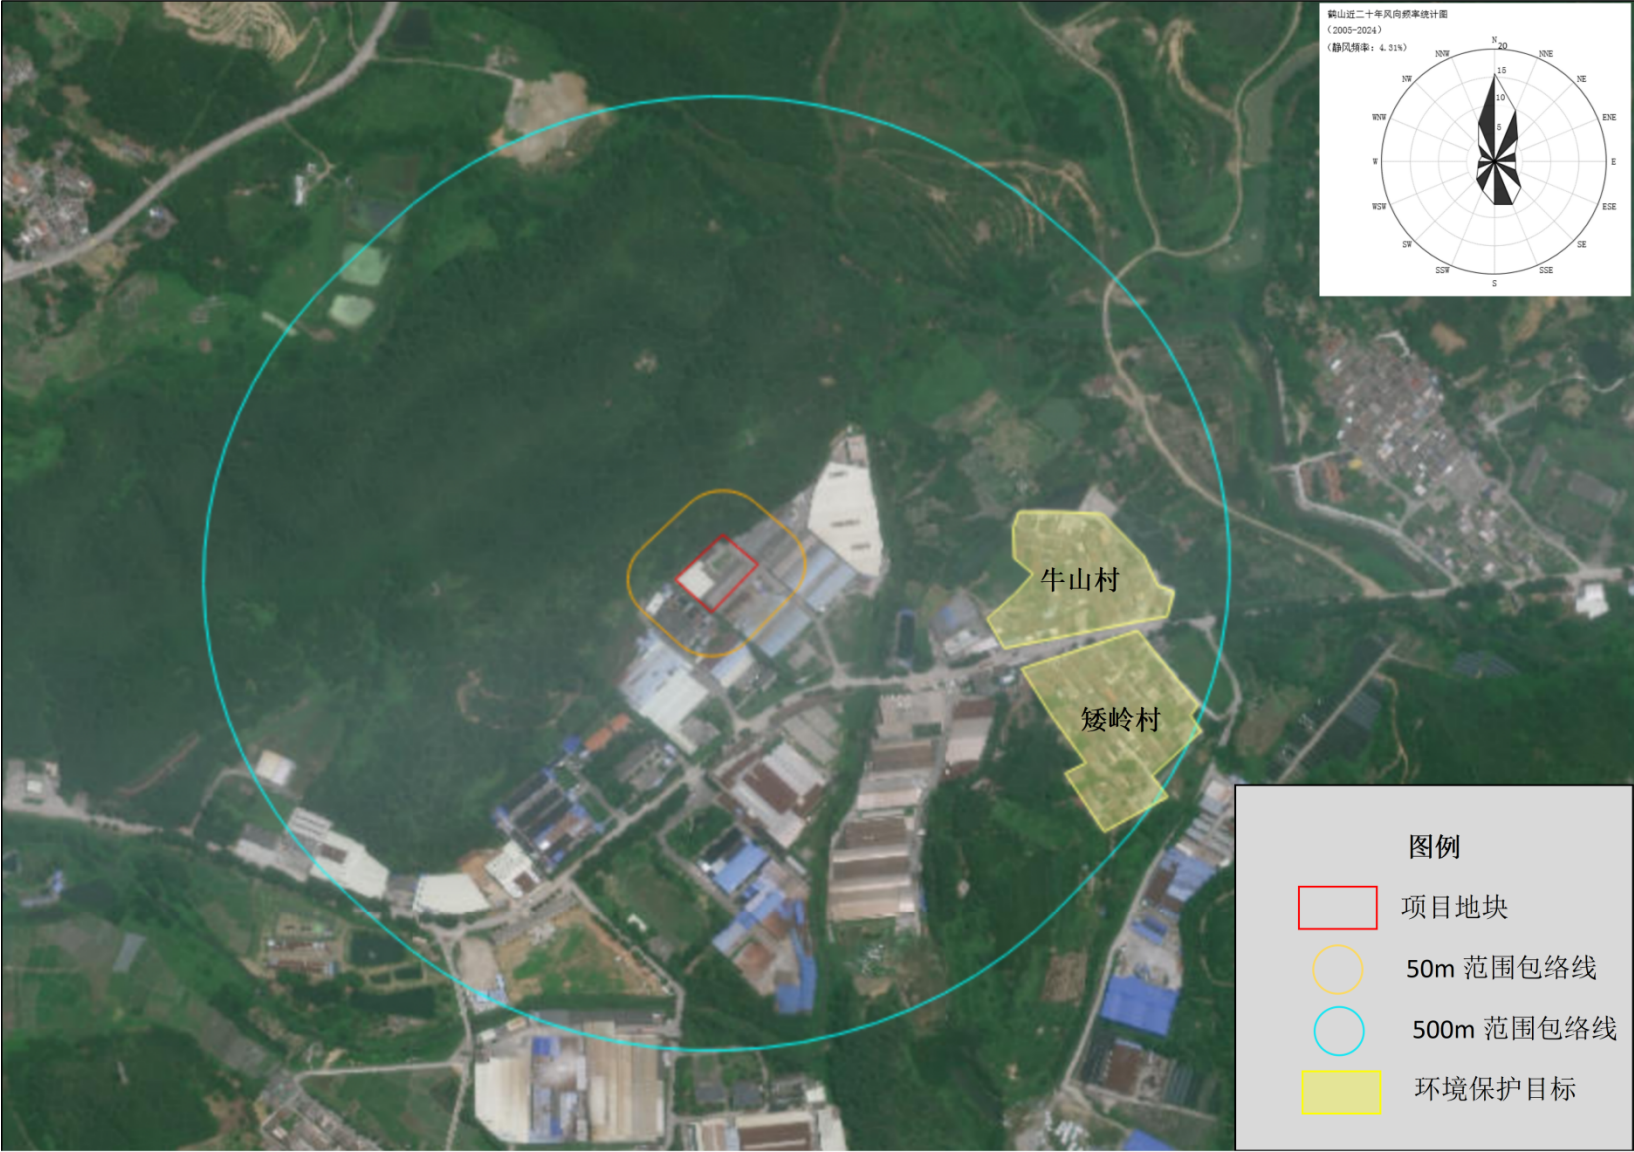 鹤山近二十年风向频率统计图
(2005-2024)
(静风频率: 4.31%)
N
20
15
10
5
NNW
NNE
NW
NE
WNW
ENE
W
E
WSW
ESE
SW
SE
SSW
SSE
S
牛山村
矮岭村
图例
项目地块
50m 范围包络线
500m 范围包络线
环境保护目标